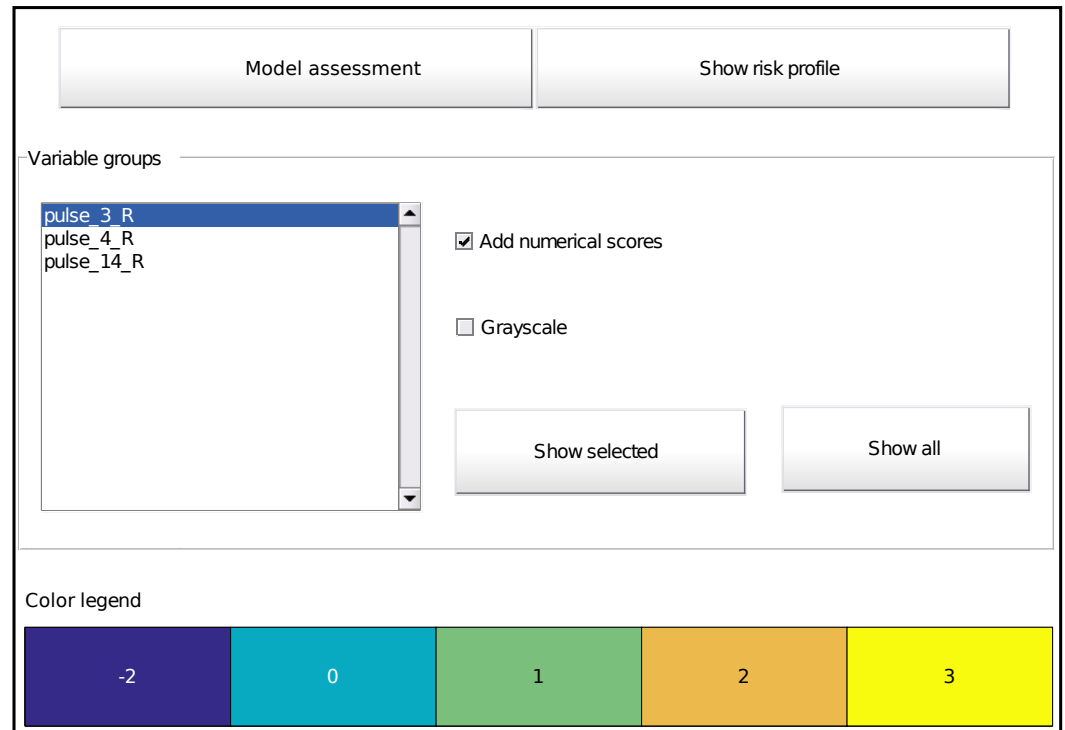 Model assessment
Show risk profile
Variable groups
pulse_3_R
pulse_4_R
pulse_14_R
Add numerical scores
Grayscale
Show selected
Show all
Color legend
-2 0 1 2 3